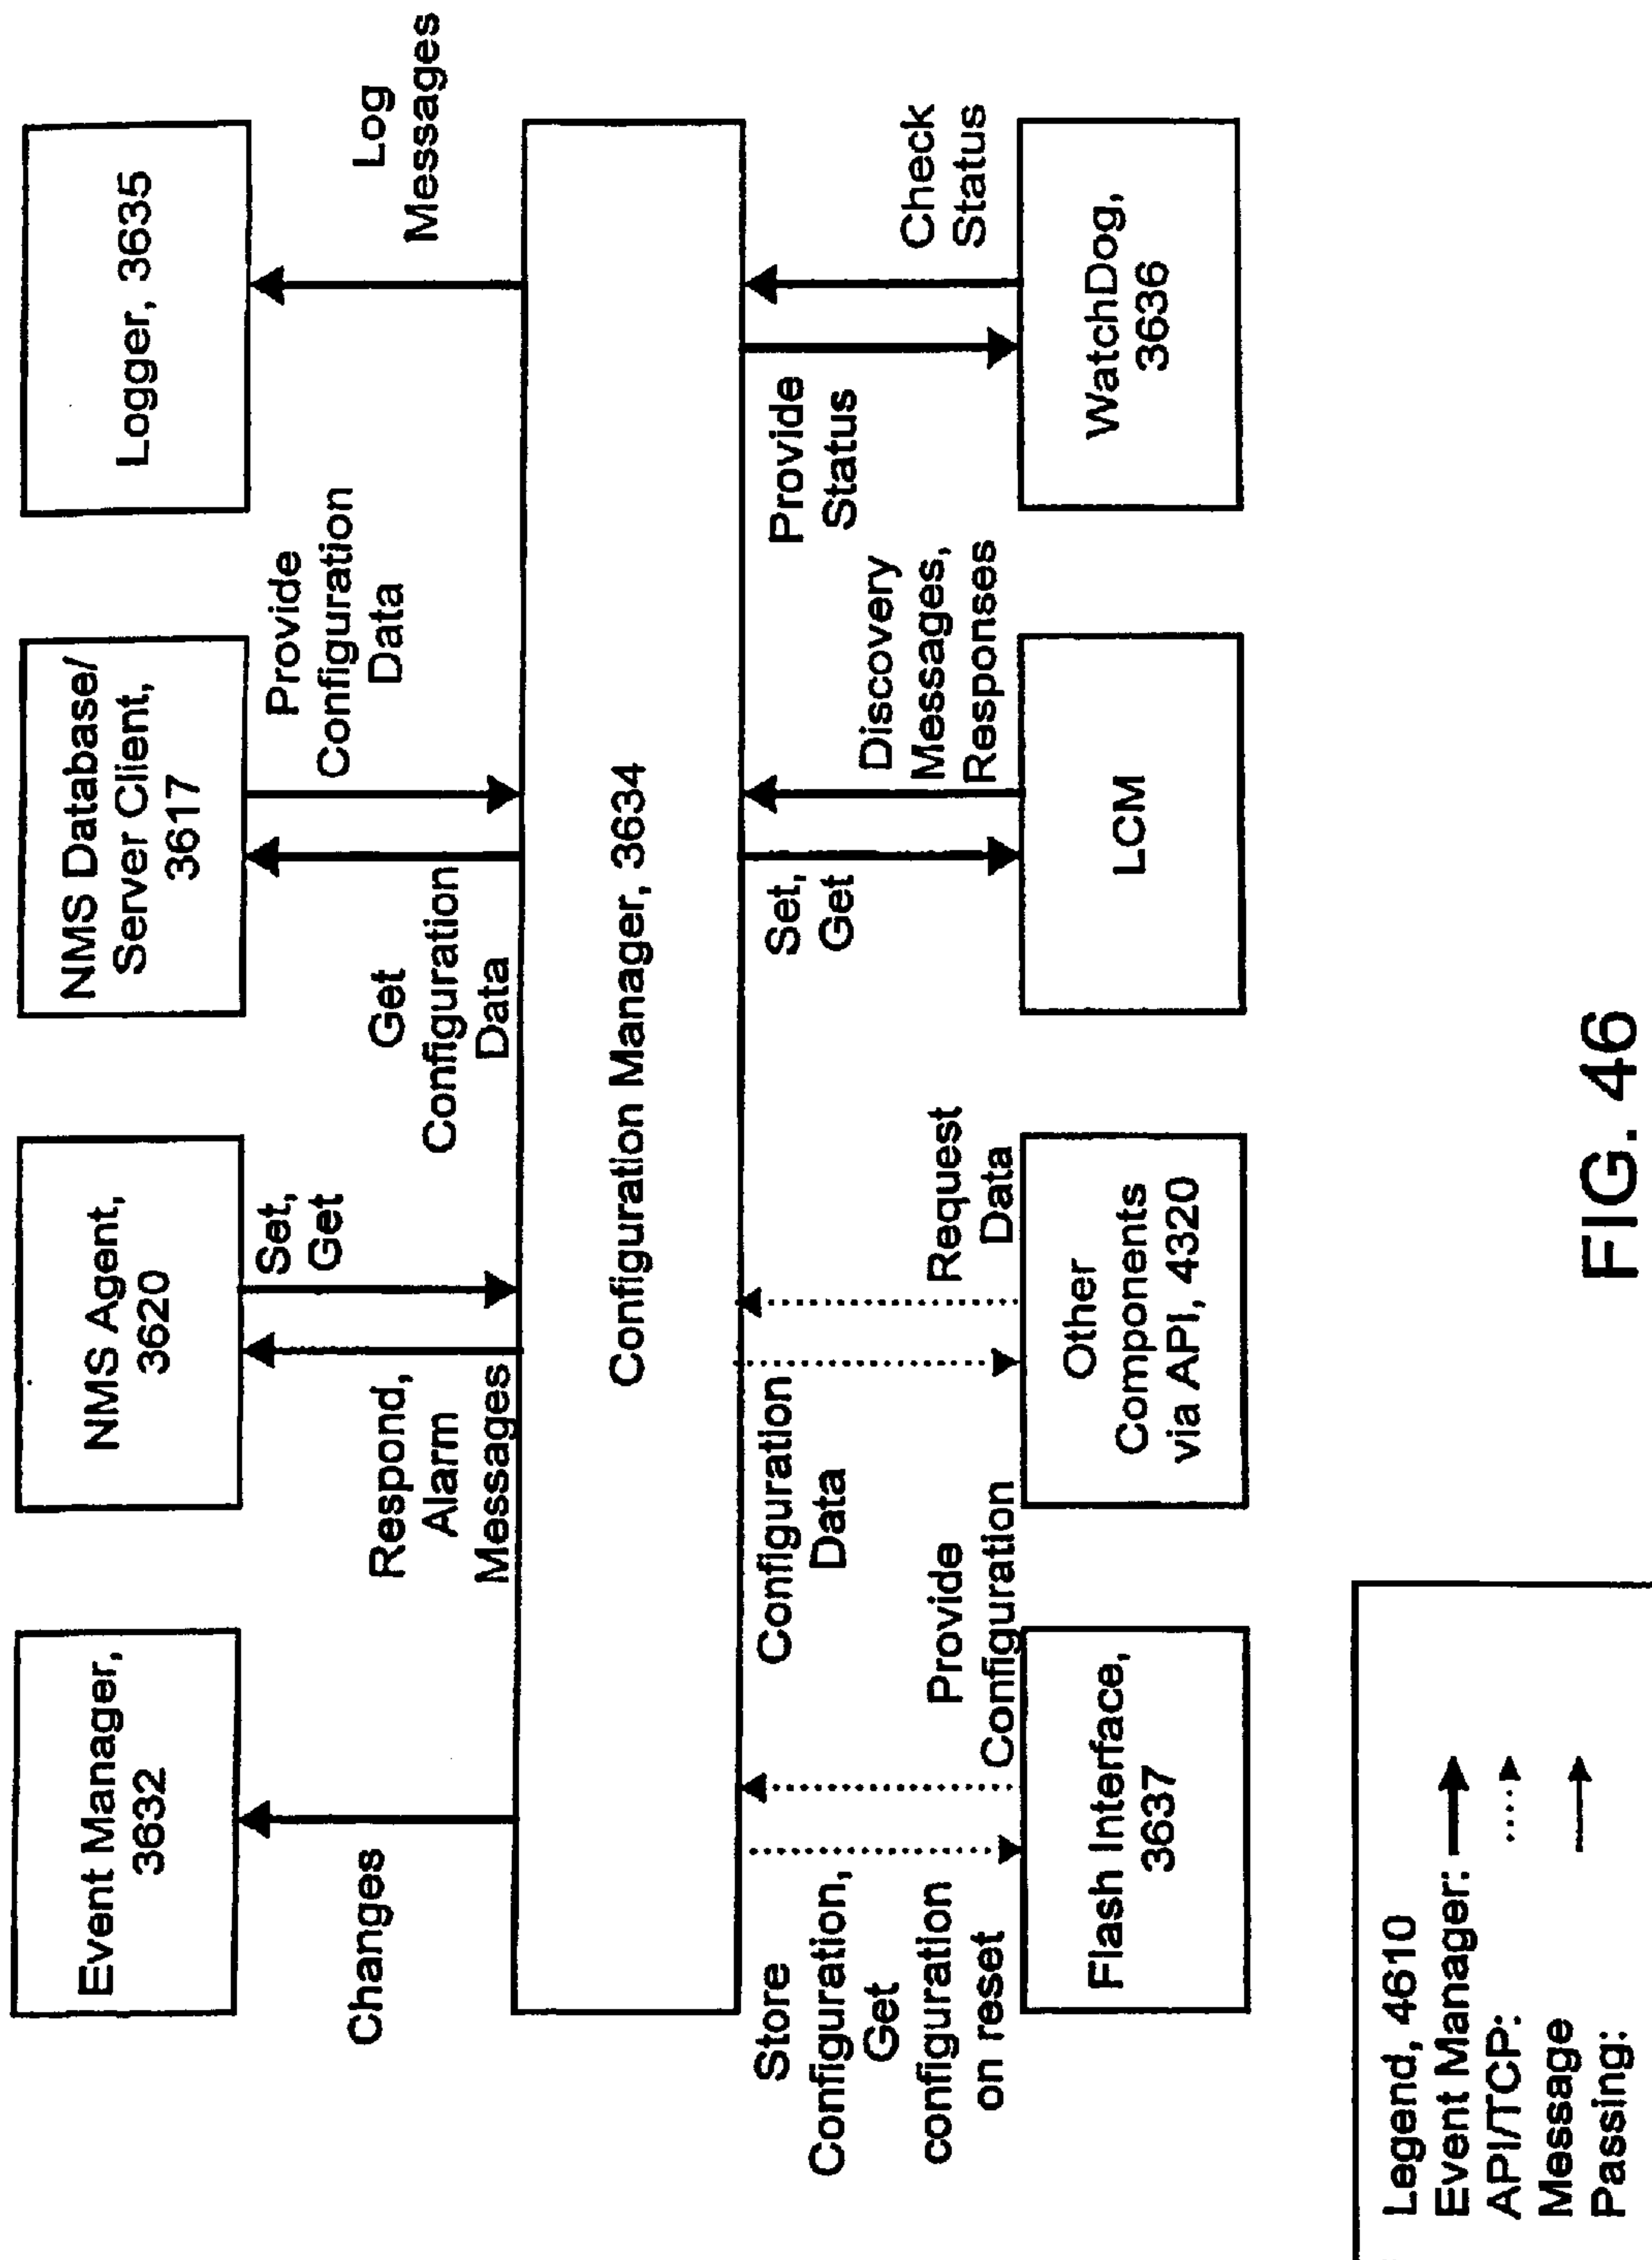 Event Manager,
3632
NMS Agent,
3620
NMS Database/
Server Client,
3617
Logger, 3635
Changes
Respond,
Alarm
Messages
Set,
Get
Get
Configuration
Data
Provide
Configuration
Data
Log
Messages
Configuration Manager, 3634
Store
Configuration,
Get
configuration
on reset
Provide
Configuration
Configuration
Data
Request
Data
Set,
Get
Discovery
Messages,
Responses
Provide
Status
Check
Status
Flash Interface,
3637
Other
Components
via API, 4320
LCM
WatchDog,
3636
Legend, 4610
Event Manager:
API/TCP:
Message
Passing:
FIG. 46